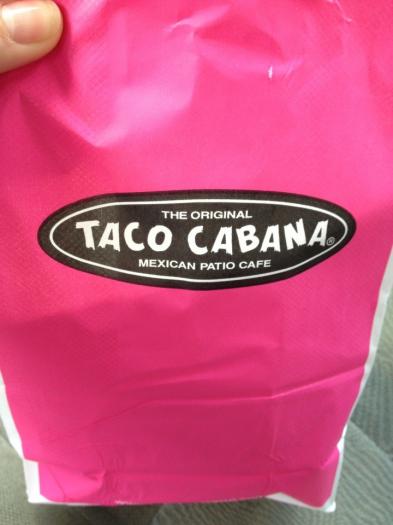 THE ORIGINAL
TACO CABANA®
MEXICAN PATIO CAFE